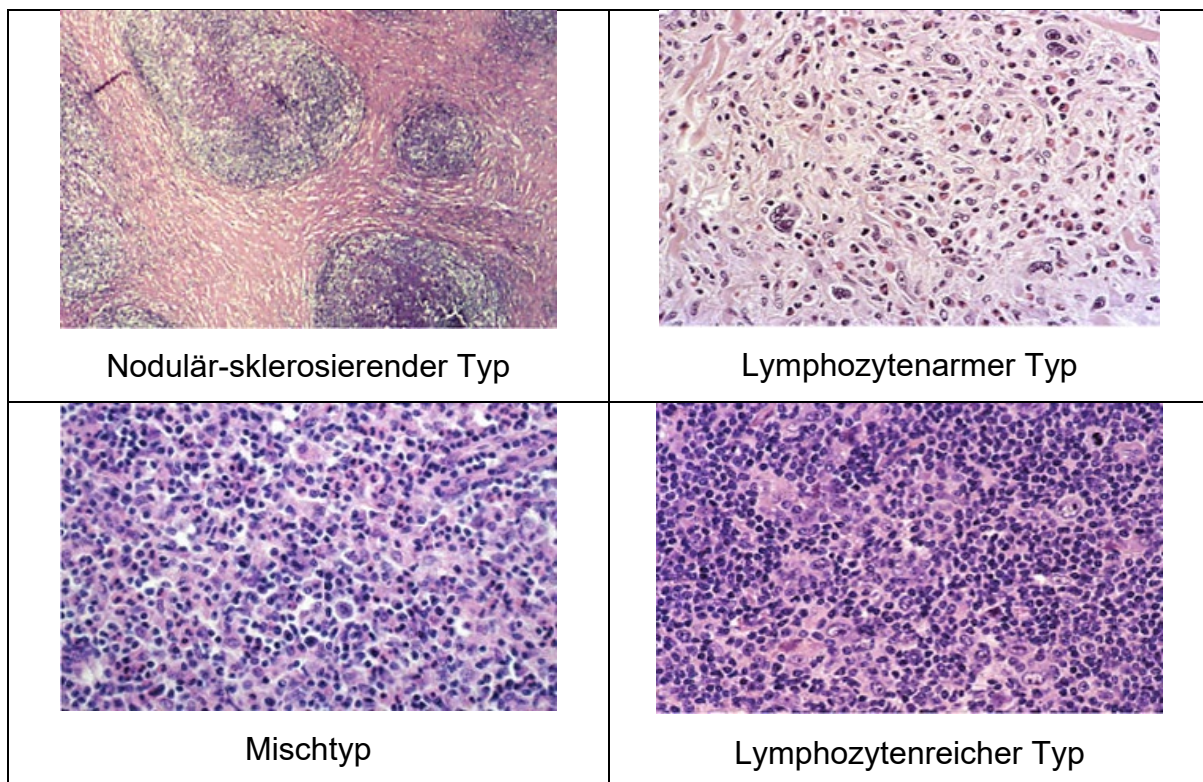 Nodulär-sklerosierender Typ
Lymphozytenarmer Typ
Mischtyp
Lymphozytenreicher Typ